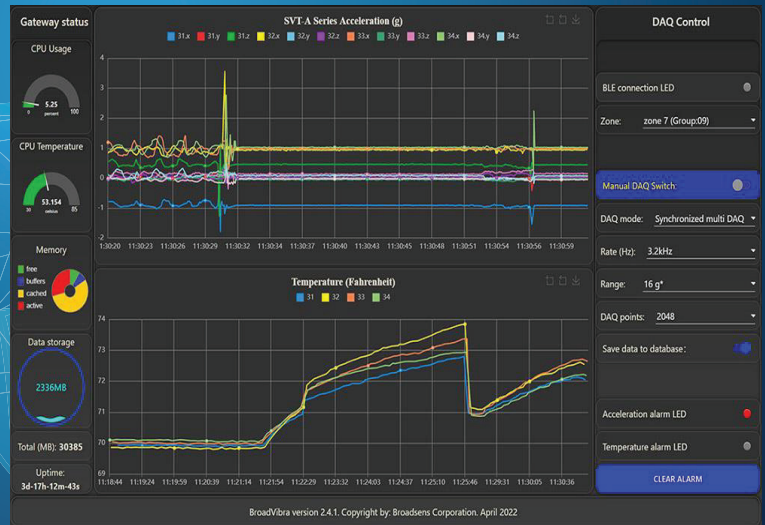 Gateway status
CPU Usage
5.25
percent
0 100
CPU Temperature
53.154
celsius
30 85
Memory
free
buffers
cached
active
Data storage
2336MB
Total (MB): 30385
Uptime:
3d-17h-12m-43s
SVT-A Series Acceleration (g)
31.x 31.y 31.z 32.x 32.y 32.z 33.x 33.y 33.z 34.x 34.y 34.z
4
3
2
1
0
-1
-2
1:30:20 11:30:23 11:30:26 11:30:29 11:30:32 11:30:34 11:30:37 11:30:40 11:30:43 11:30:45 11:30:48 11:30:51 11:30:54 11:30:56 11:30:59
Temperature (Fahrenheit)
31 32 33 34
74
73
72
71
70
69
11:18:44 11:19:24 11:19:59 11:20:39 11:21:14 11:21:54 11:22:29 11:23:32 11:24:03 11:24:37 11:25:10 11:25:46 11:29:31 11:30:05 11:30:36
DAQ Control
BLE connection LED
Zone: zone 7 (Group:09)
Manual DAQ Switch:
DAQ mode: Synchronized multi DAQ
Rate (Hz): 3.2kHz
Range: 16 g*
DAQ points: 2048
Save data to database:
Acceleration alarm LED
Temperature alarm LED
CLEAR ALARM
BroadVibra version 2.4.1. Copyright by: Broadsens Corporation. April 2022